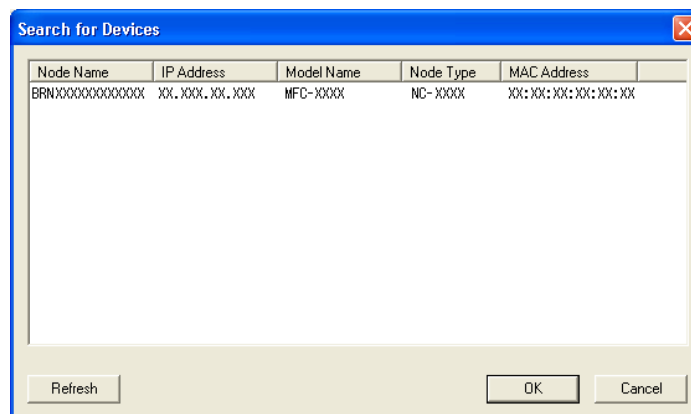 Search for Devices
Node Name IP Address Model Name Node Type MAC Address
BRNXXXXXXXXXXXX XX.XXX.XX.XXX MFC-XXXX NC-XXXX XX:XX:XX:XX:XX:XX
Refresh OK Cancel